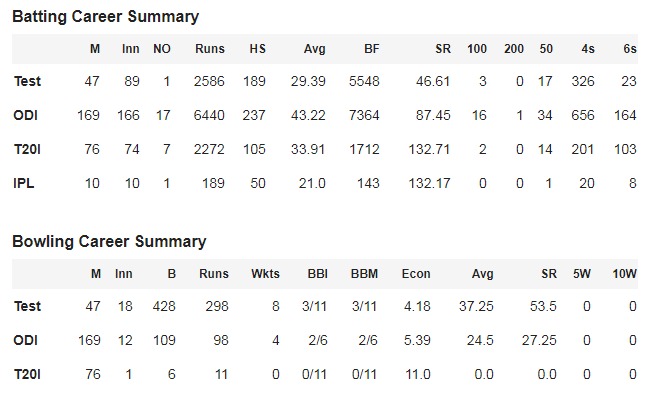 Batting Career Summary
M Inn NO Runs HS Avg BF SR 100 200 50 4s 6s
Test 47 89 1 2586 189 29.39 5548 46.61 3 0 17 326 23
ODI 169 166 17 6440 237 43.22 7364 87.45 16 1 34 656 164
T20I 76 74 7 2272 105 33.91 1712 132.71 2 0 14 201 103
IPL 10 10 1 189 50 21.0 143 132.17 0 0 1 20 8
Bowling Career Summary
M Inn B Runs Wkts BBI BBM Econ Avg SR 5W 10W
Test 47 18 428 298 8 3/11 3/11 4.18 37.25 53.5 0 0
ODI 169 12 109 98 4 2/6 2/6 5.39 24.5 27.25 0 0
T20I 76 1 6 11 0 0/11 0/11 11.0 0.0 0.0 0 0